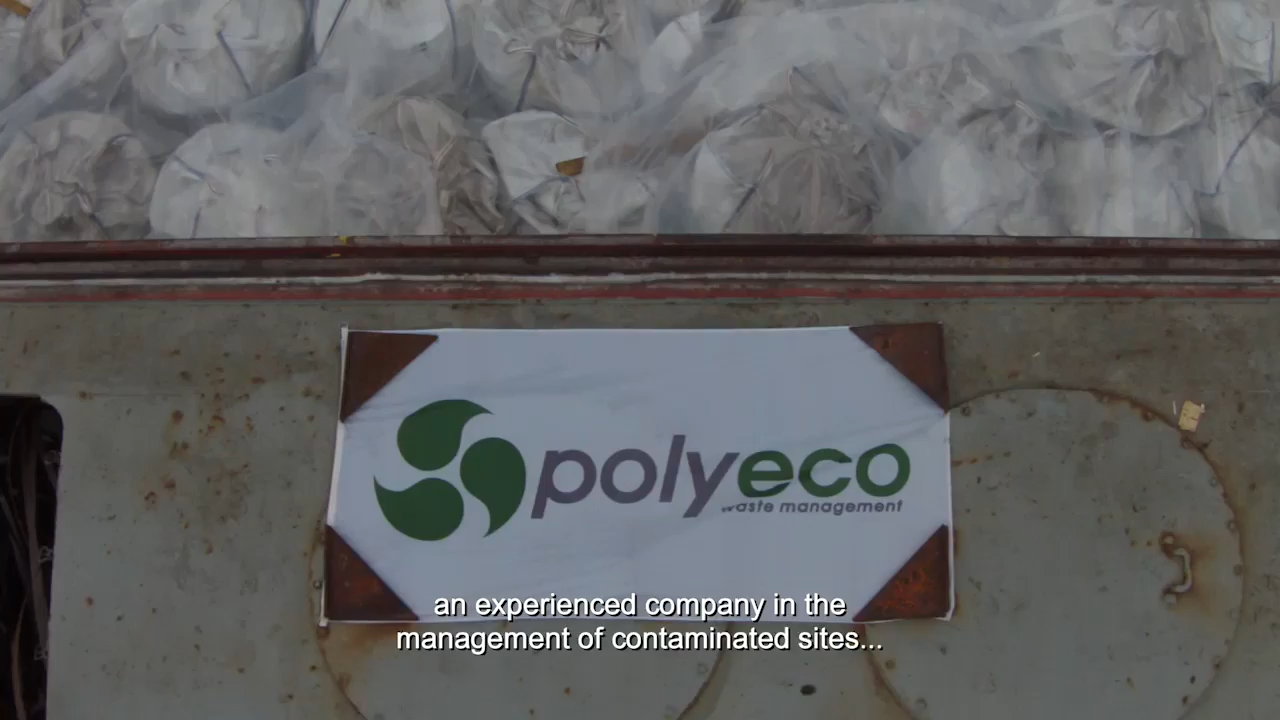 polyeco
waste management
an experienced company in the
management of contaminated sites...